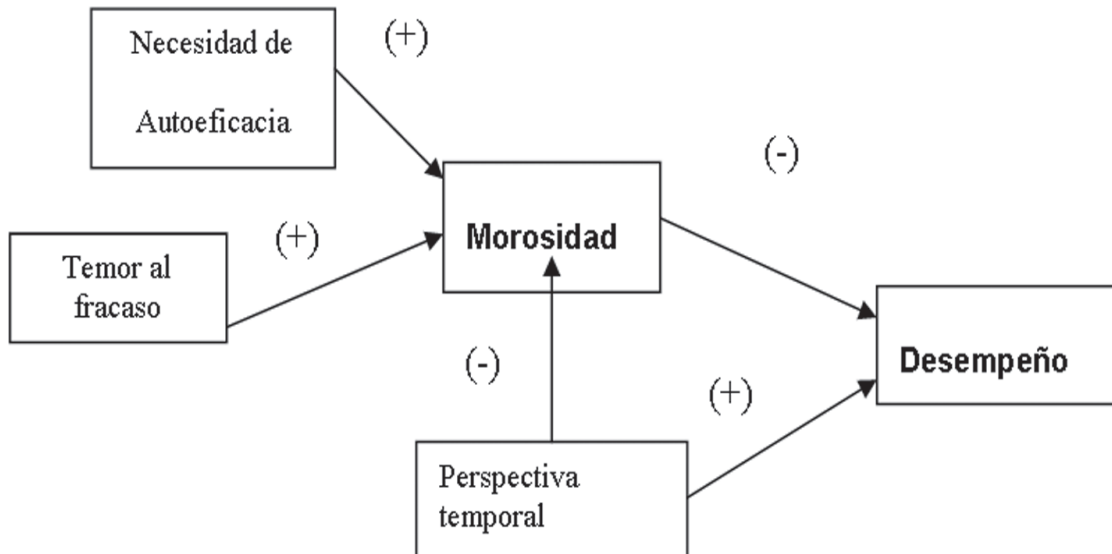 Necesidad de
Autoeficacia
(+)
(-)
Morosidad
(+)
Temor al
fracaso
Desempeño
(-)
(+)
Perspectiva
temporal